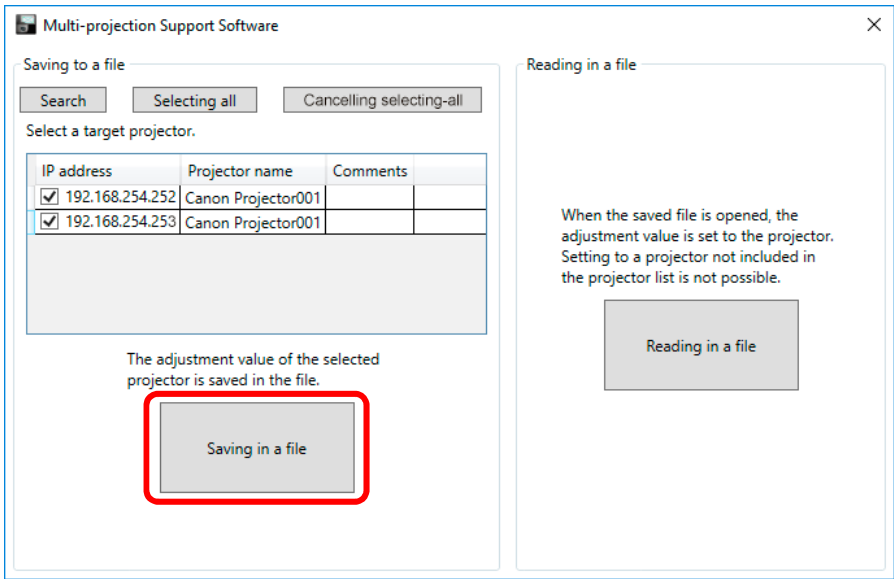 Multi-projection Support Software
Saving to a file
Search
Selecting all
Cancelling selecting-all
Select a target projector.
IP address Projector name Comments
192.168.254.252 Canon Projector001
192.168.254.253 Canon Projector001
The adjustment value of the selected
projector is saved in the file.
Saving in a file
Reading in a file
When the saved file is opened, the
adjustment value is set to the projector.
Setting to a projector not included in
the projector list is not possible.
Reading in a file